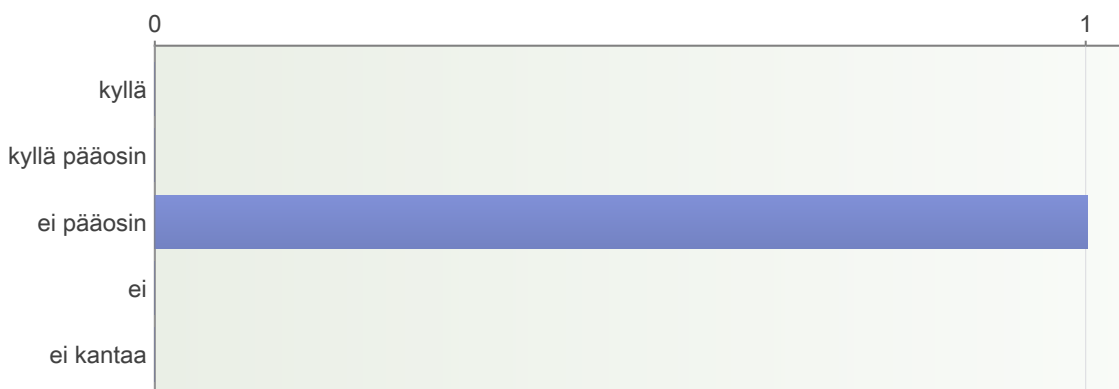 0 1
kyllä
kyllä pääosin
ei pääosin
ei
ei kantaa